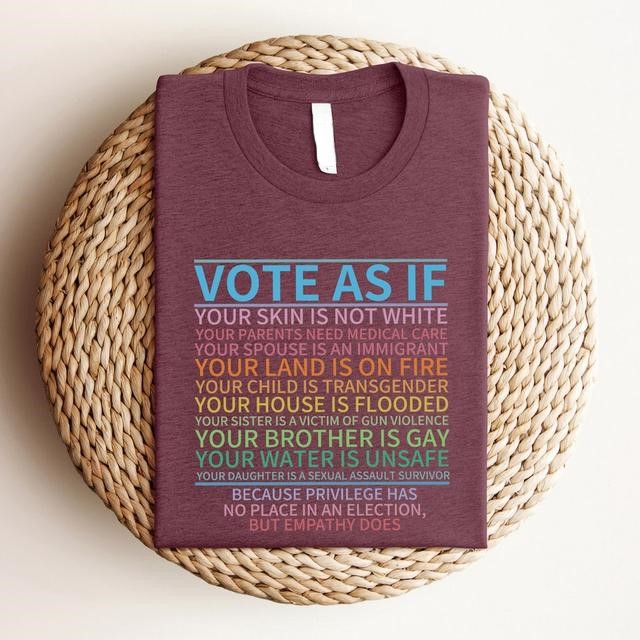 VOTE AS IF
YOUR SKIN IS NOT WHITE
YOUR PARENTS NEED MEDICAL CARE
YOUR SPOUSE IS AN IMMIGRANT
YOUR LAND IS ON FIRE
YOUR CHILD IS TRANSGENDER
YOUR HOUSE IS FLOODED
YOUR SISTER IS A VICTIM OF GUN VIOLENCE
YOUR BROTHER IS GAY
YOUR WATER IS UNSAFE
YOUR DAUGHTER IS A SEXUAL ASSAULT SURVIVOR
BECAUSE PRIVILEGE HAS
NO PLACE IN AN ELECTION,
BUT EMPATHY DOES